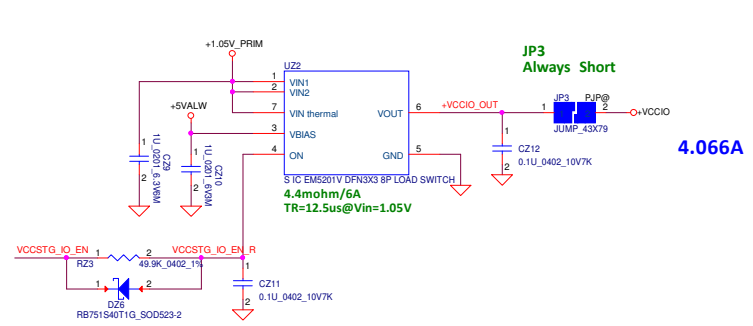 +1.05V_PRIM
JP3
Always Short
UZ2
1
VIN1
2
VIN2
7
VIN thermal
VOUT
6
+VCCIO_OUT
1
JP3
PJP@
2
+VCCIO
JUMP_43X79
+5VALW
3
VBIAS
4
ON
GND
5
1
CZ12
2
0.1U_0402_10V7K
4.066A
1
2
1U_0201_6.3V6M
CZ9
1
2
1U_0201_6V3M
CZ10
S IC EM5201V DFN3X3 8P LOAD SWITCH
4.4mohm/6A
TR=12.5us@Vin=1.05V
VCCSTG_IO_EN
1
2
VCCSTG_IO_EN_R
RZ3
49.9K_0402_1%
1
2
DZ6
RB751S40T1G_SOD523-2
1
CZ11
2
0.1U_0402_10V7K